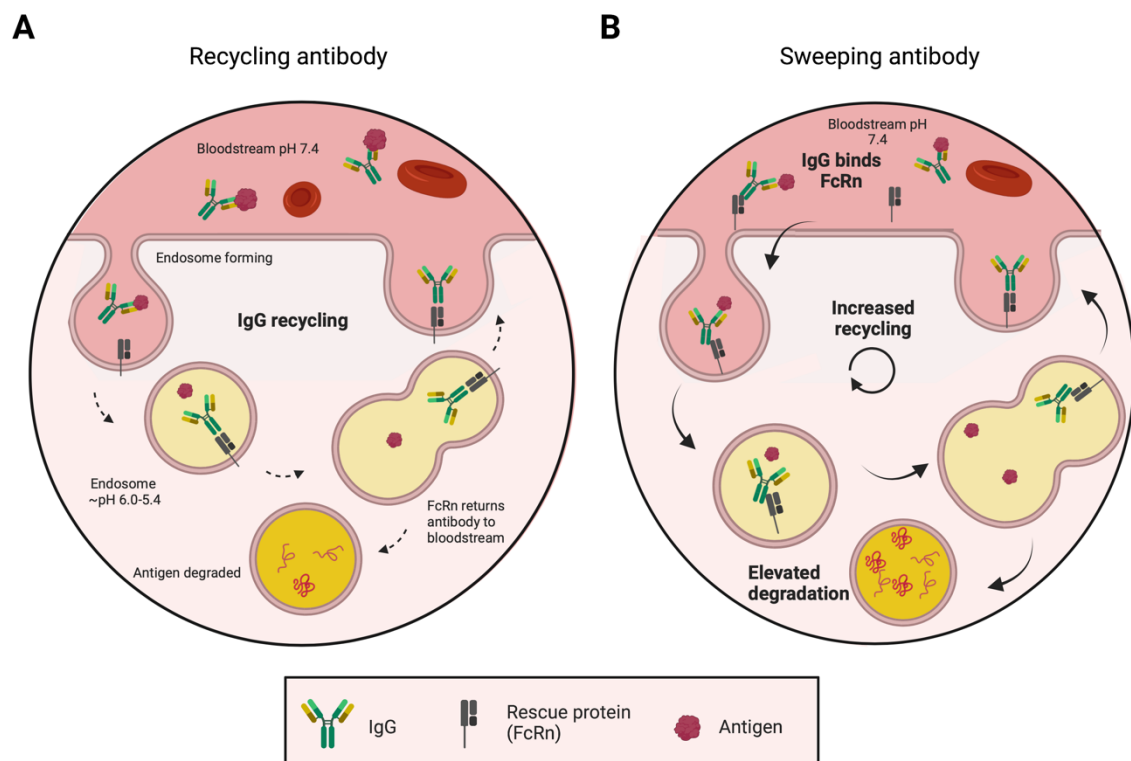 A
Recycling antibody
Bloodstream pH 7.4
Endosome forming
IgG recycling
Endosome
~pH 6.0-5.4
FcRn returns
antibody to
bloodstream
Antigen degraded
B
Sweeping antibody
Bloodstream pH
7.4
IgG binds
FcRn
Increased
recycling
Elevated
degradation
IgG
Rescue protein
(FcRn)
Antigen